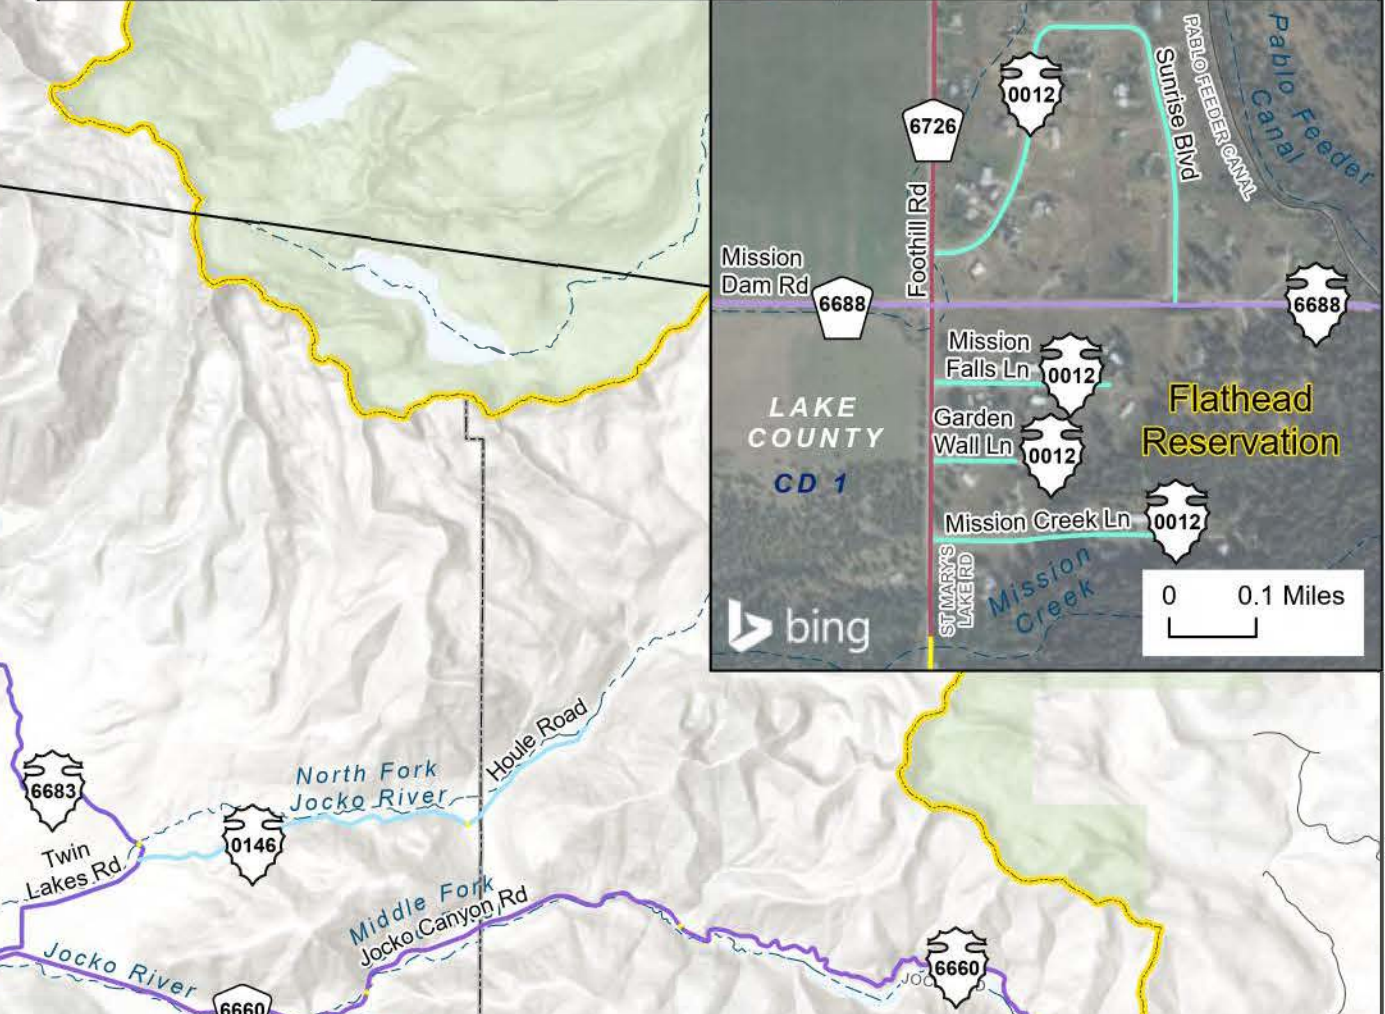 0012
6726
Sunrise Blvd
PABLO FEEDER CANAL
Pablo Feeder
Canal
Foothill Rd
Mission
Dam Rd
6688
6688
Mission
Falls Ln
0012
Garden
Wall Ln
0012
Flathead
Reservation
LAKE
COUNTY
CD 1
Mission Creek Ln
0012
ST MARY'S
LAKE RD
Mission
Creek
0 0.1 Miles
bing
Houle Road
North Fork
Jocko River
6683
0146
Twin
Lakes Rd
Middle Fork
Jocko Canyon Rd
Jocko River
6660
6660